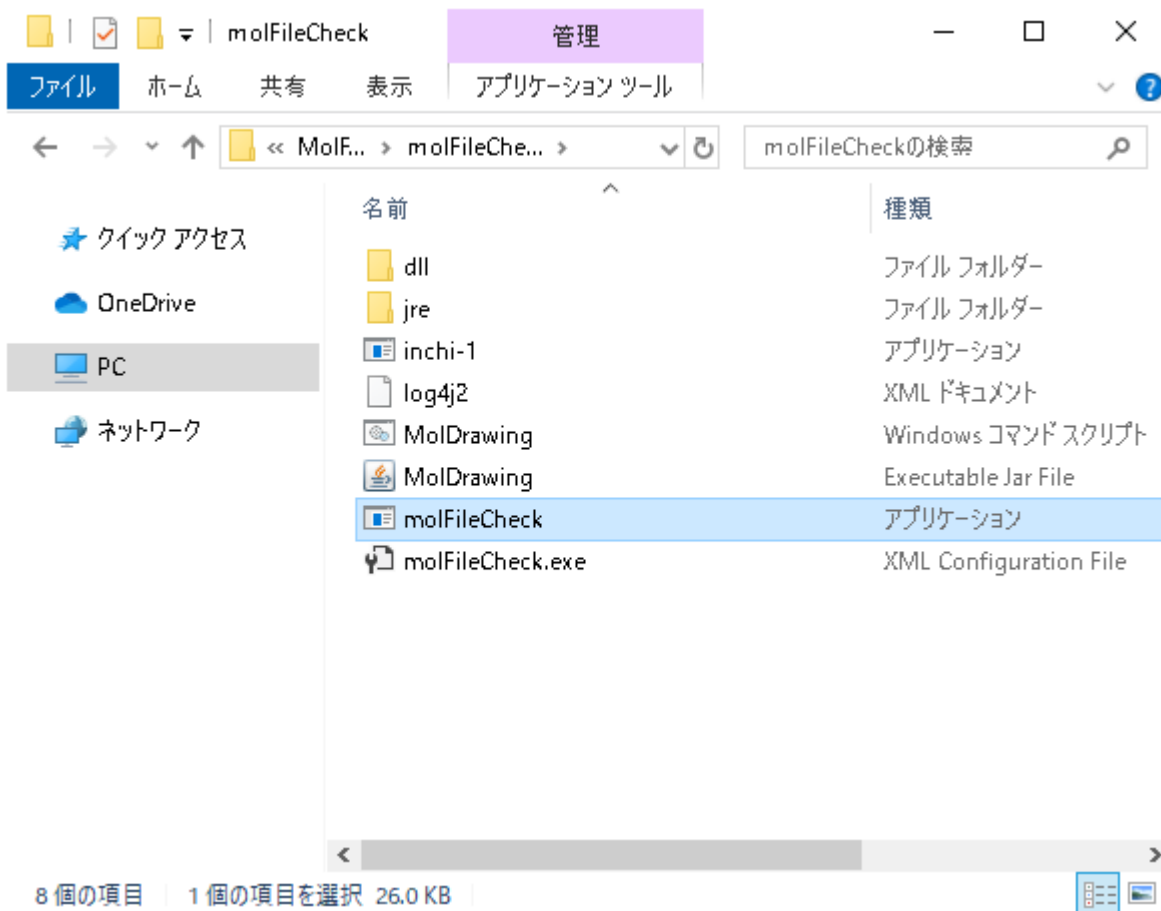 molFileCheck 管理
ファイル ホーム 共有 表示 アプリケーション ツール ?
« MolF... > molFileChe... > molFileCheckの検索
名前 種類
クイック アクセス
OneDrive
PC
ネットワーク
dll ファイル フォルダー
jre ファイル フォルダー
inchi-1 アプリケーション
log4j2 XML ドキュメント
MolDrawing Windows コマンド スクリプト
MolDrawing Executable Jar File
molFileCheck アプリケーション
molFileCheck.exe XML Configuration File
8 個の項目 1 個の項目を選択 26.0 KB